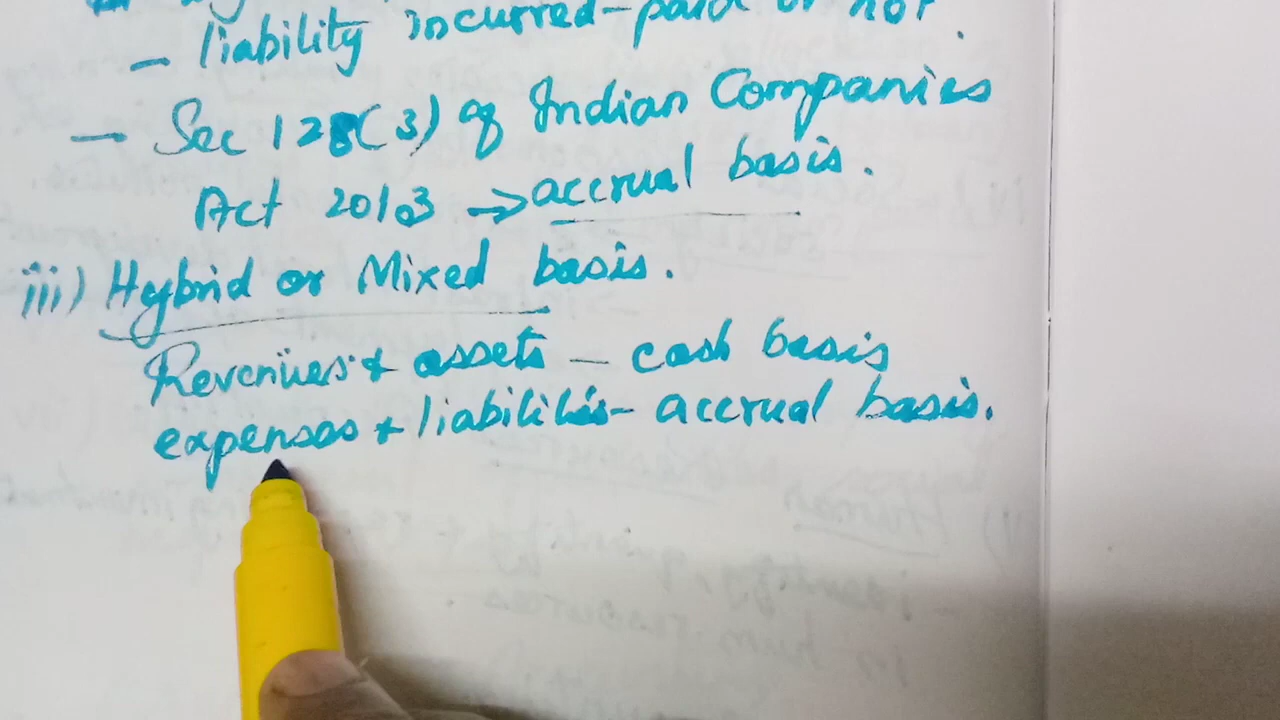 - liability incurred-paid or not.
- Sec 128(3) of Indian Companies
Act 2013 → accrual basis.
iii) Hybrid or Mixed basis.
Revenues & assets - cash basis
expenses & liabilities - accrual basis.